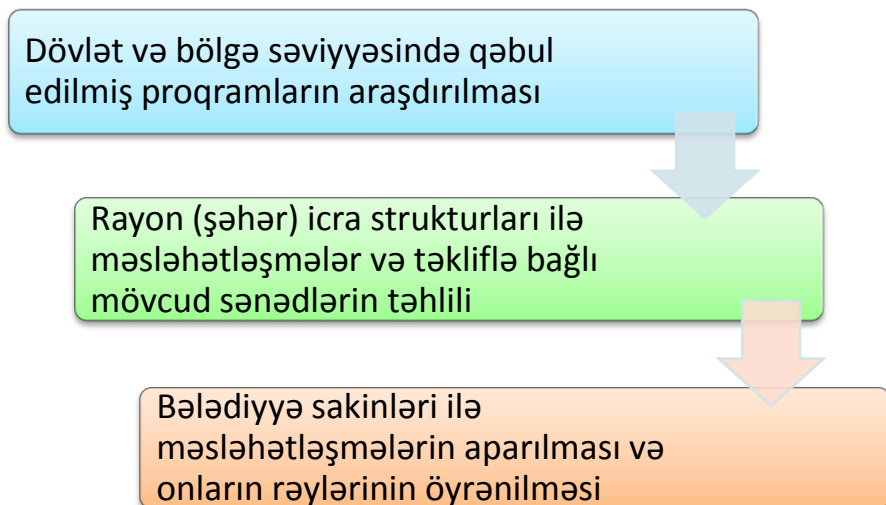 Dövlət və bölgə səviyyəsində qəbul
edilmiş proqramların araşdırılması
Rayon (şəhər) icra strukturları ilə
məsləhətləşmələr və təkliflə bağlı
mövcud sənədlərin təhlili
Bələdiyyə sakinləri ilə
məsləhətləşmələrin aparılması və
onların rəylərinin öyrənilməsi